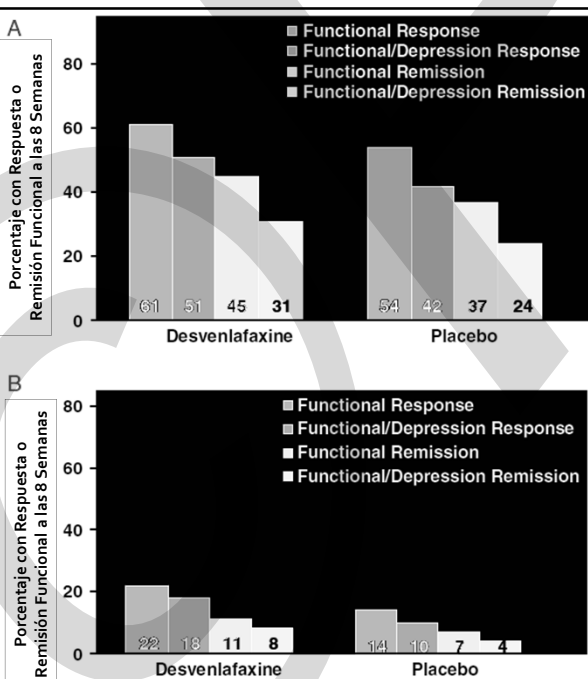 A
Porcentaje con Respuesta o
Remisión Funcional a las 8 Semanas
80
60
40
20
0
Functional Response
Functional/Depression Response
Functional Remission
Functional/Depression Remission
61 51 45 31
54 42 37 24
Desvenlafaxine
Placebo
B
Porcentaje con Respuesta o
Remisión Funcional a las 8 Semanas
80
60
40
20
0
Functional Response
Functional/Depression Response
Functional Remission
Functional/Depression Remission
22 18 11 8
14 10 7 4
Desvenlafaxine
Placebo